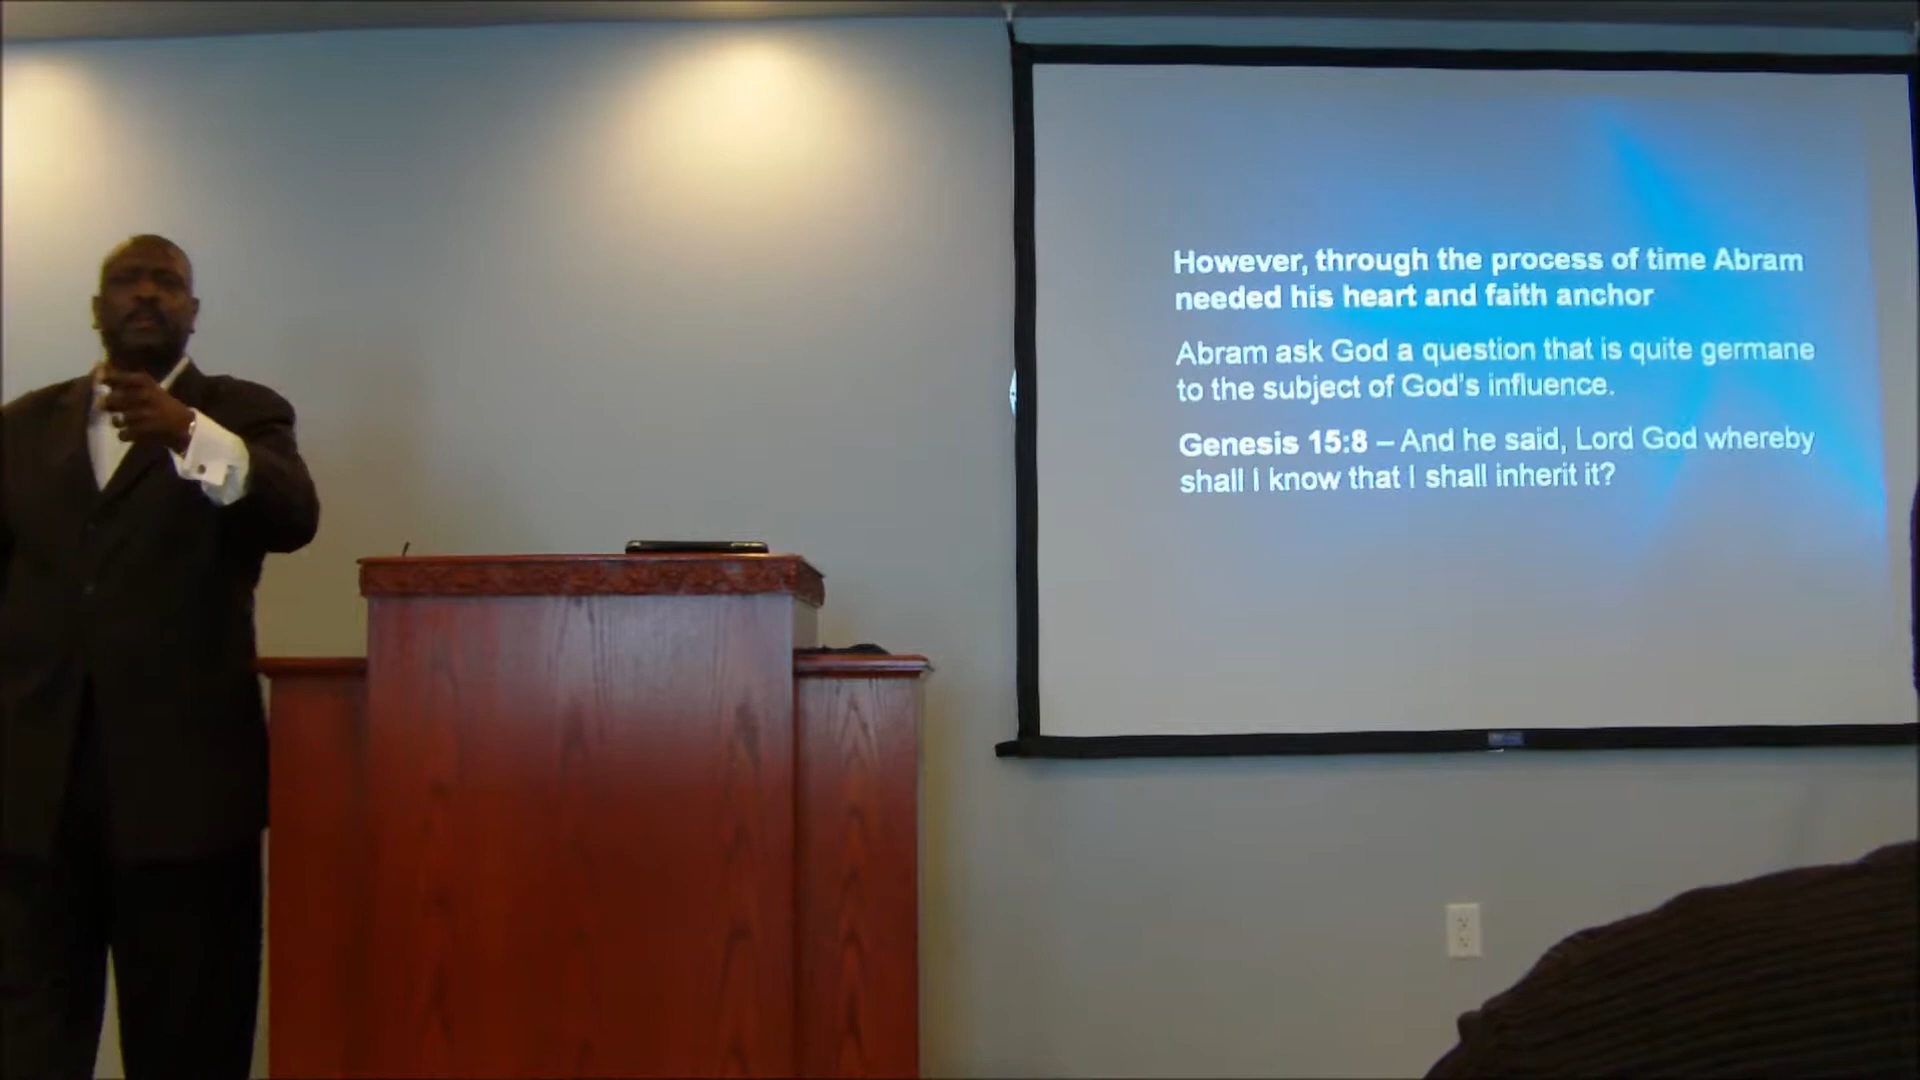 However, through the process of time Abram
needed his heart and faith anchor
Abram ask God a question that is quite germane
to the subject of God's influence.
Genesis 15:8 – And he said, Lord God whereby
shall I know that I shall inherit it?